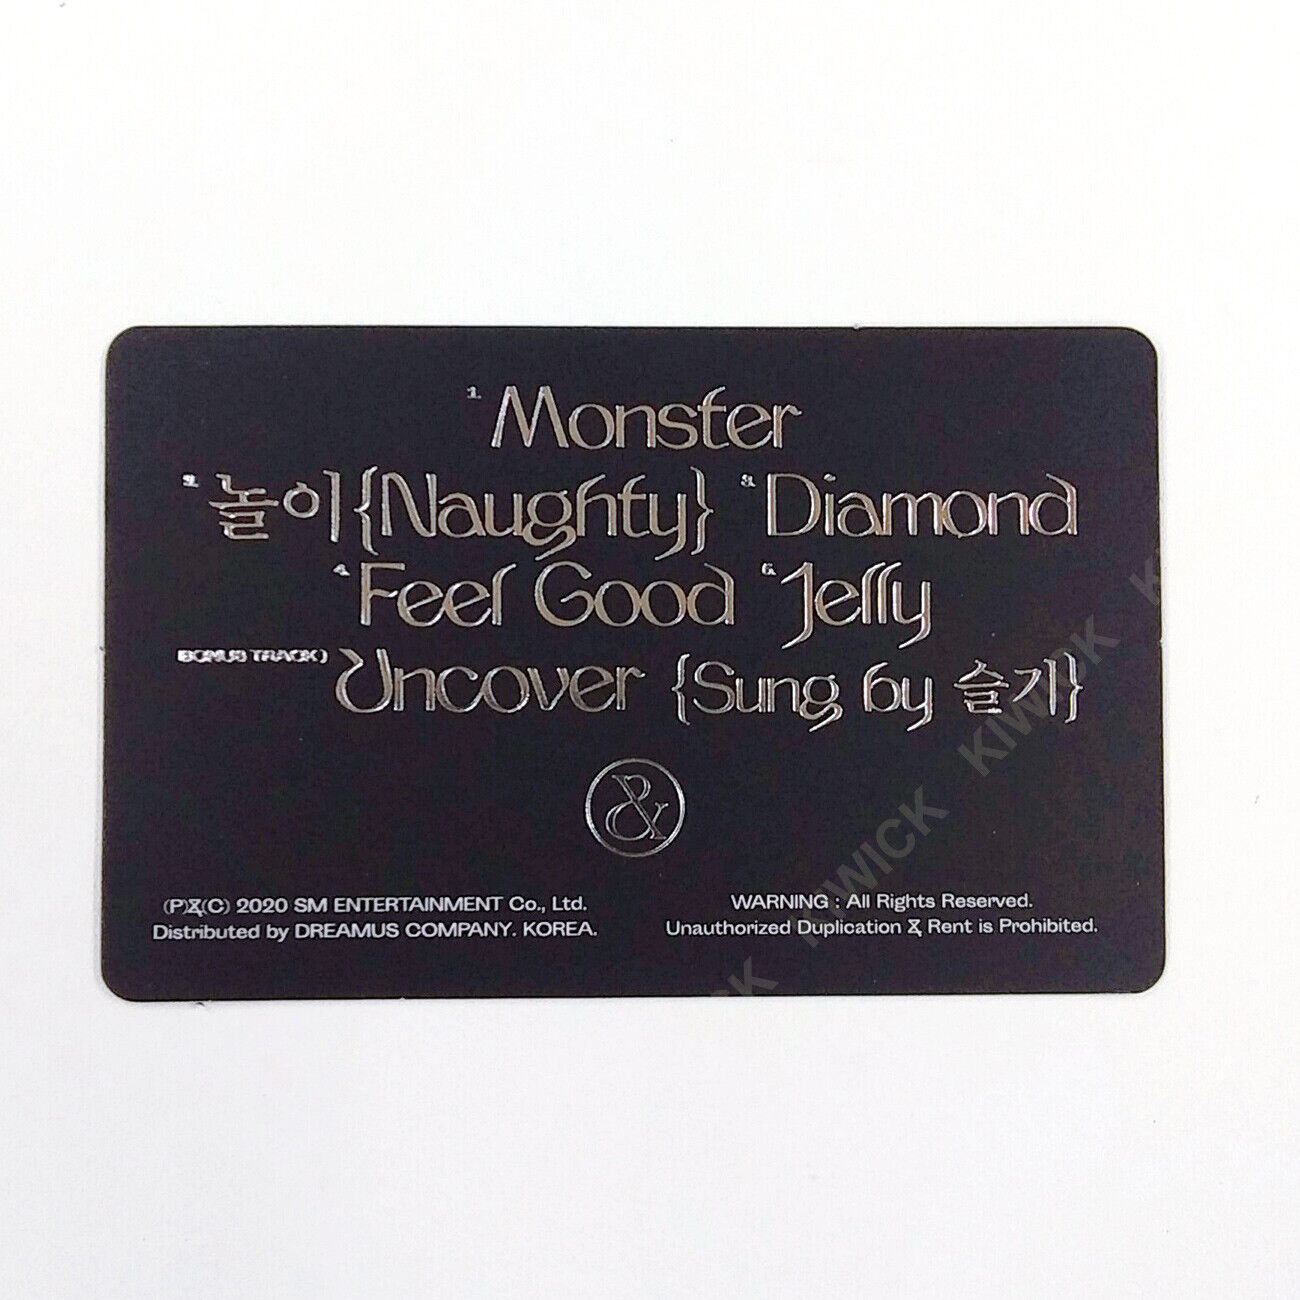 1. Monster
2. 놀이{Naughty} 3. Diamond
4. Feel Good 5. Jelly
BONUS TRACK) Uncover {Sung by 슬기}
&
(P)&(C) 2020 SM ENTERTAINMENT Co., Ltd.
Distributed by DREAMUS COMPANY. KOREA.
WARNING : All Rights Reserved.
Unauthorized Duplication & Rent is Prohibited.
KIWICK
KIWICK
KIWICK